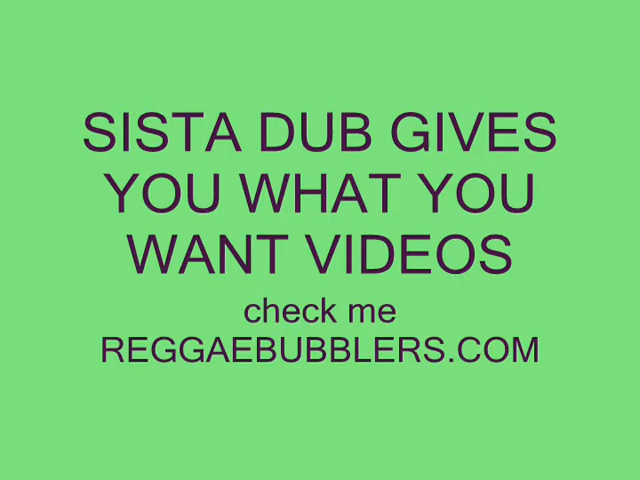 SISTA DUB GIVES
YOU WHAT YOU
WANT VIDEOS
check me
REGGAEBUBBLERS.COM